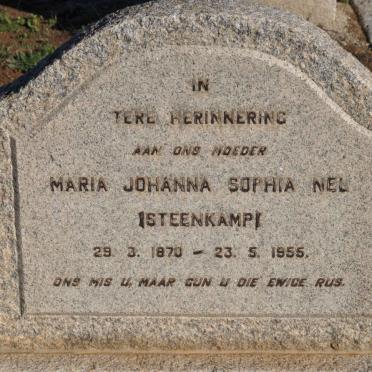 IN
TERE HERINNERING
AAN ONS MOEDER
MARIA JOHANNA SOPHIA NEL
(STEENKAMP)
29. 3. 1870 – 23. 5. 1955.
ONS MIS U, MAAR GUN U DIE EWIGE RUS.